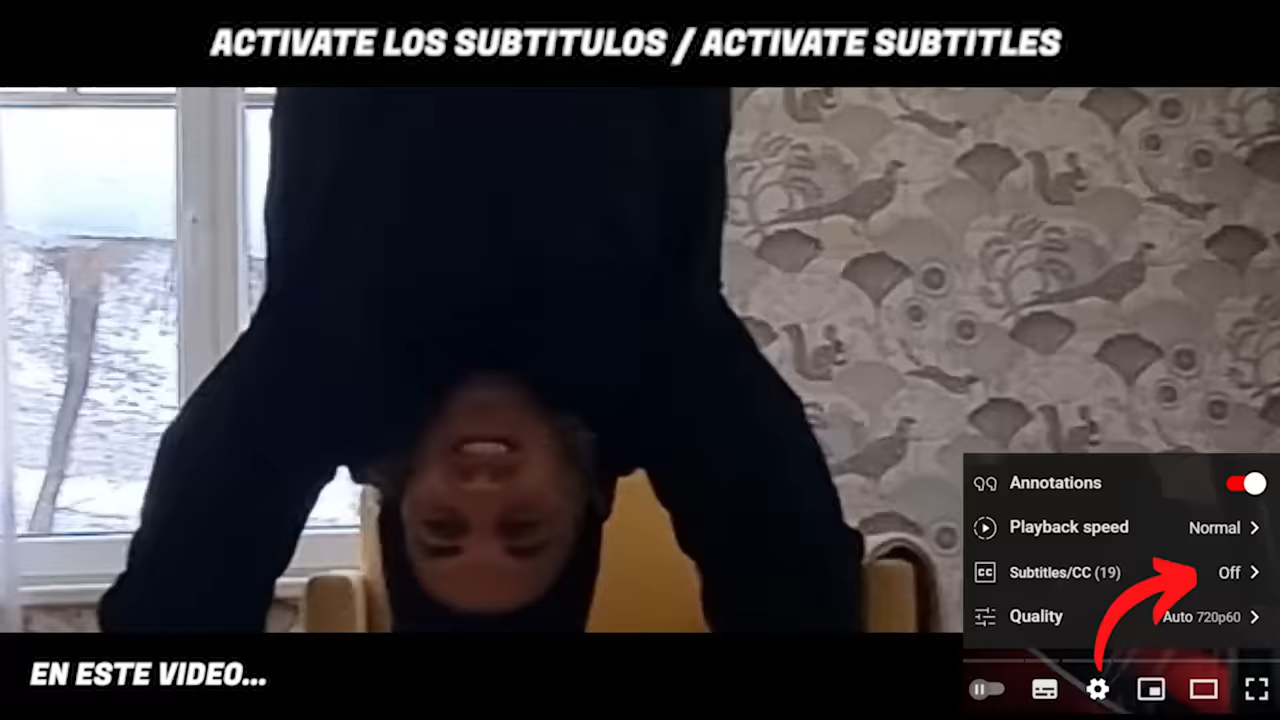 ACTIVATE LOS SUBTITULOS / ACTIVATE SUBTITLES
Annotations
Playback speed Normal
CC Subtitles/CC (19) Off
Quality Auto 720p60
EN ESTE VIDEO...